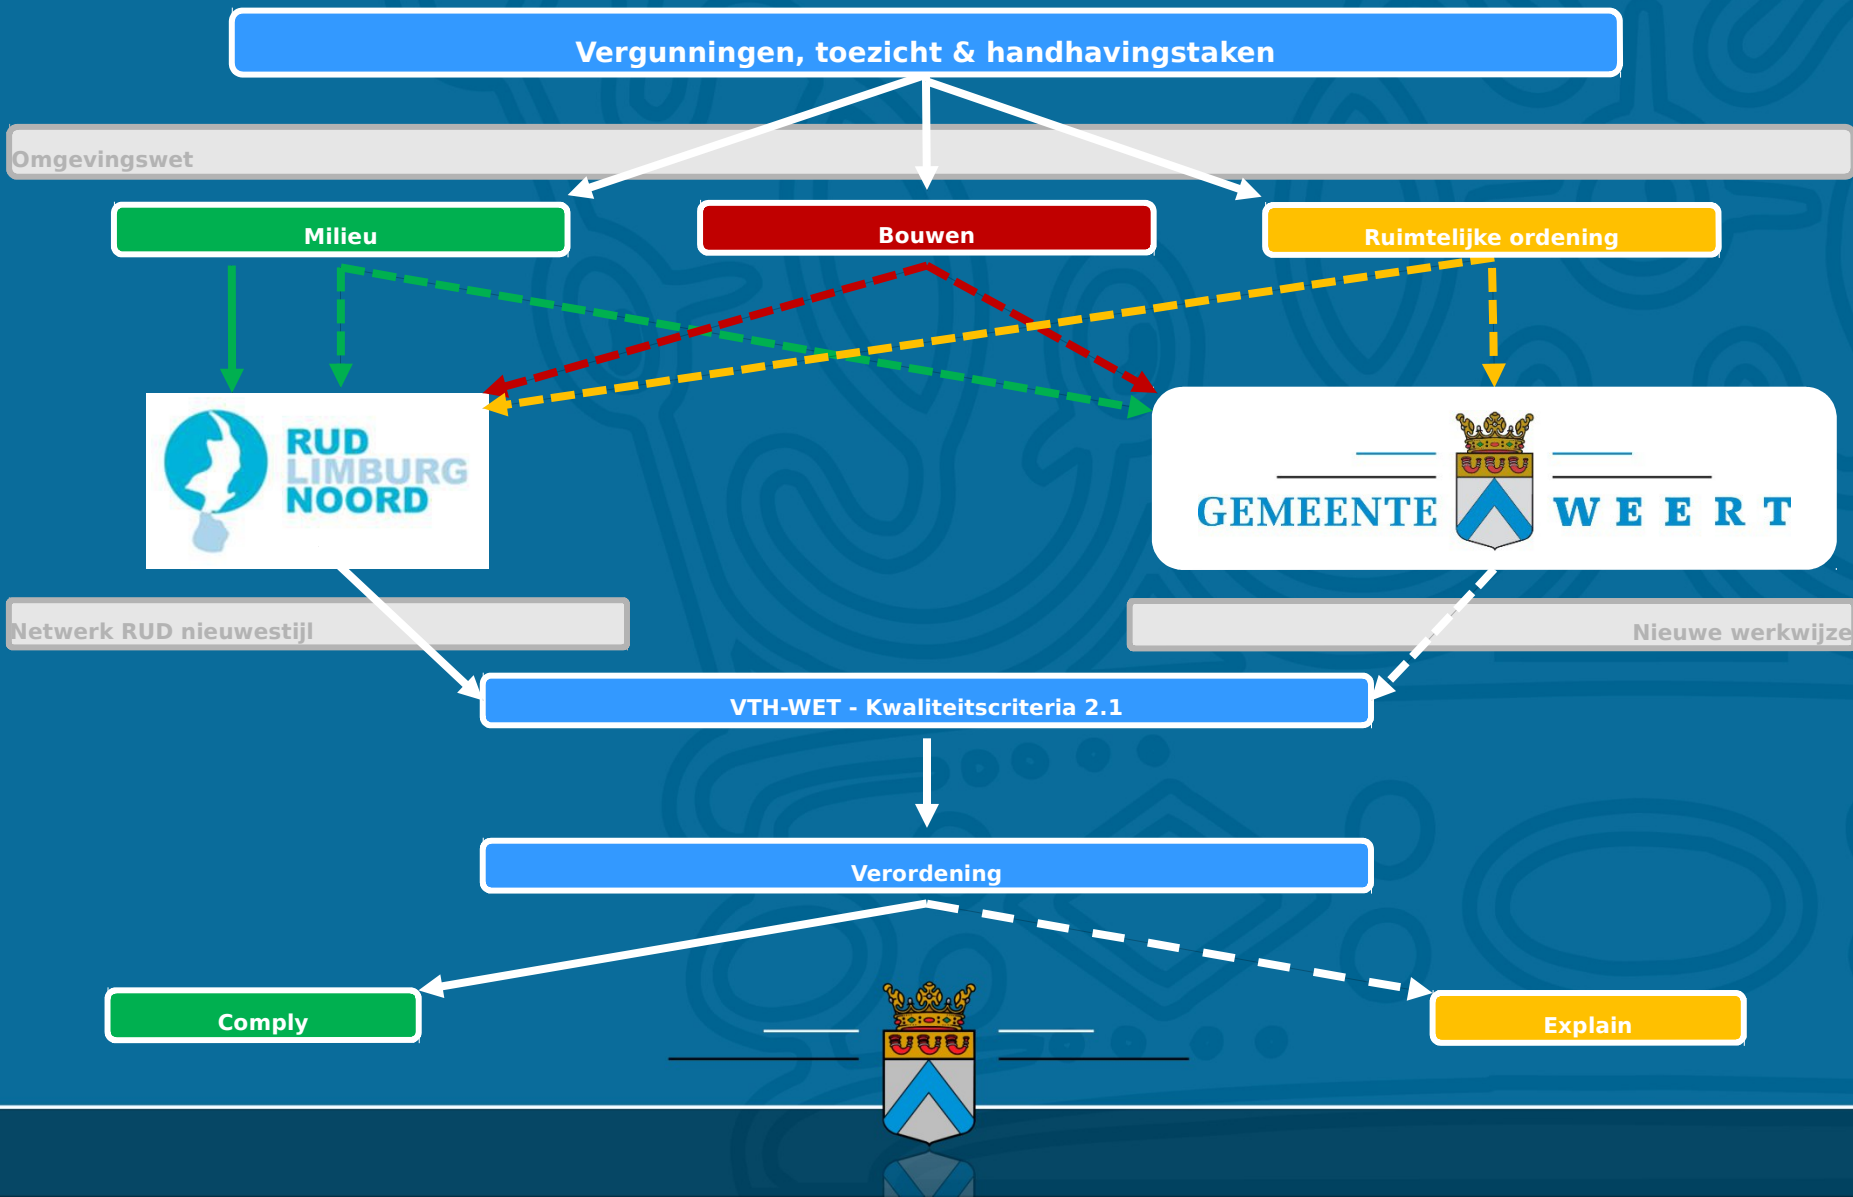 Vergunningen, toezicht & handhavingstaken
Omgevingswet
Milieu
Bouwen
Ruimtelijke ordening
RUD
LIMBURG
NOORD
GEMEENTE WEERT
Netwerk RUD nieuwestijl
Nieuwe werkwijze
VTH-WET - Kwaliteitscriteria 2.1
Verordening
Comply
Explain